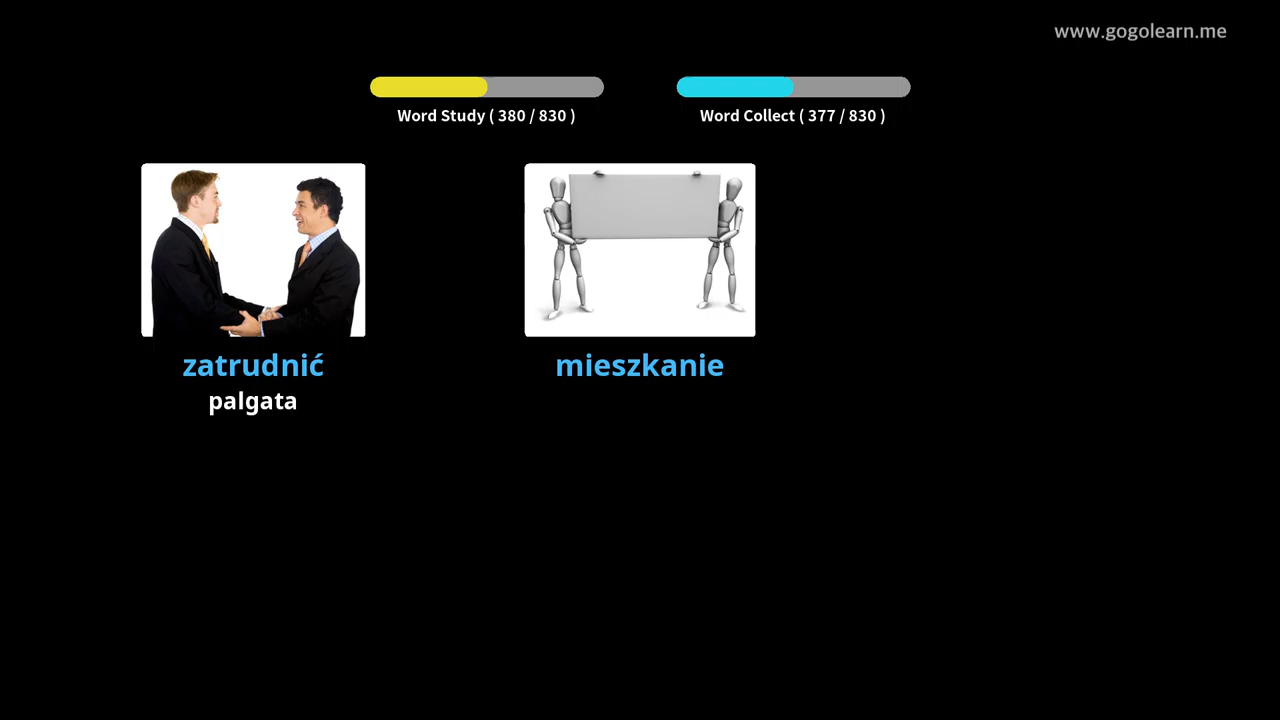 www.gogolearn.me
Word Study ( 380 / 830 )
Word Collect ( 377 / 830 )
zatrudnić
palgata
mieszkanie